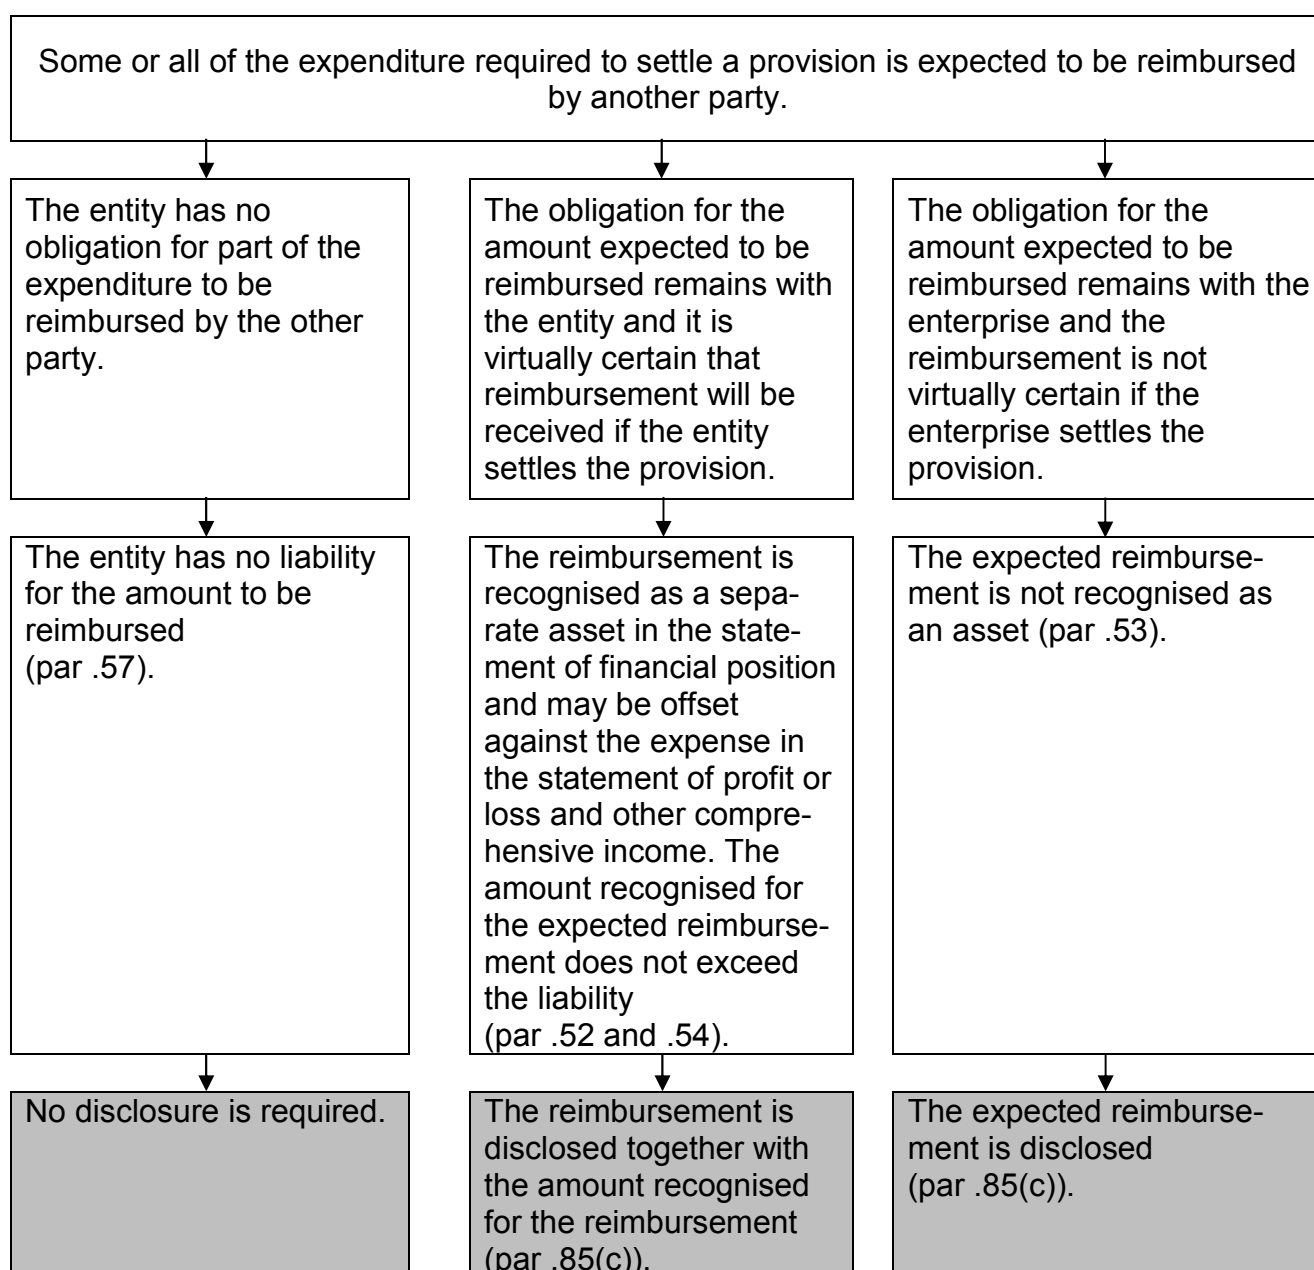 Some or all of the expenditure required to settle a provision is expected to be reimbursed
by another party.
The entity has no
obligation for part of the
expenditure to be
reimbursed by the other
party.
The obligation for the
amount expected to be
reimbursed remains with
the entity and it is
virtually certain that
reimbursement will be
received if the entity
settles the provision.
The obligation for the
amount expected to be
reimbursed remains with the
enterprise and the
reimbursement is not
virtually certain if the
enterprise settles the
provision.
The entity has no liability
for the amount to be
reimbursed
(par .57).
The reimbursement is
recognised as a sepa-
rate asset in the state-
ment of financial position
and may be offset
against the expense in
the statement of profit or
loss and other compre-
hensive income. The
amount recognised for
the expected reimburse-
ment does not exceed
the liability
(par .52 and .54).
The expected reimburse-
ment is not recognised as
an asset (par .53).
No disclosure is required.
The reimbursement is
disclosed together with
the amount recognised
for the reimbursement
(par .85(c)).
The expected reimburse-
ment is disclosed
(par .85(c)).